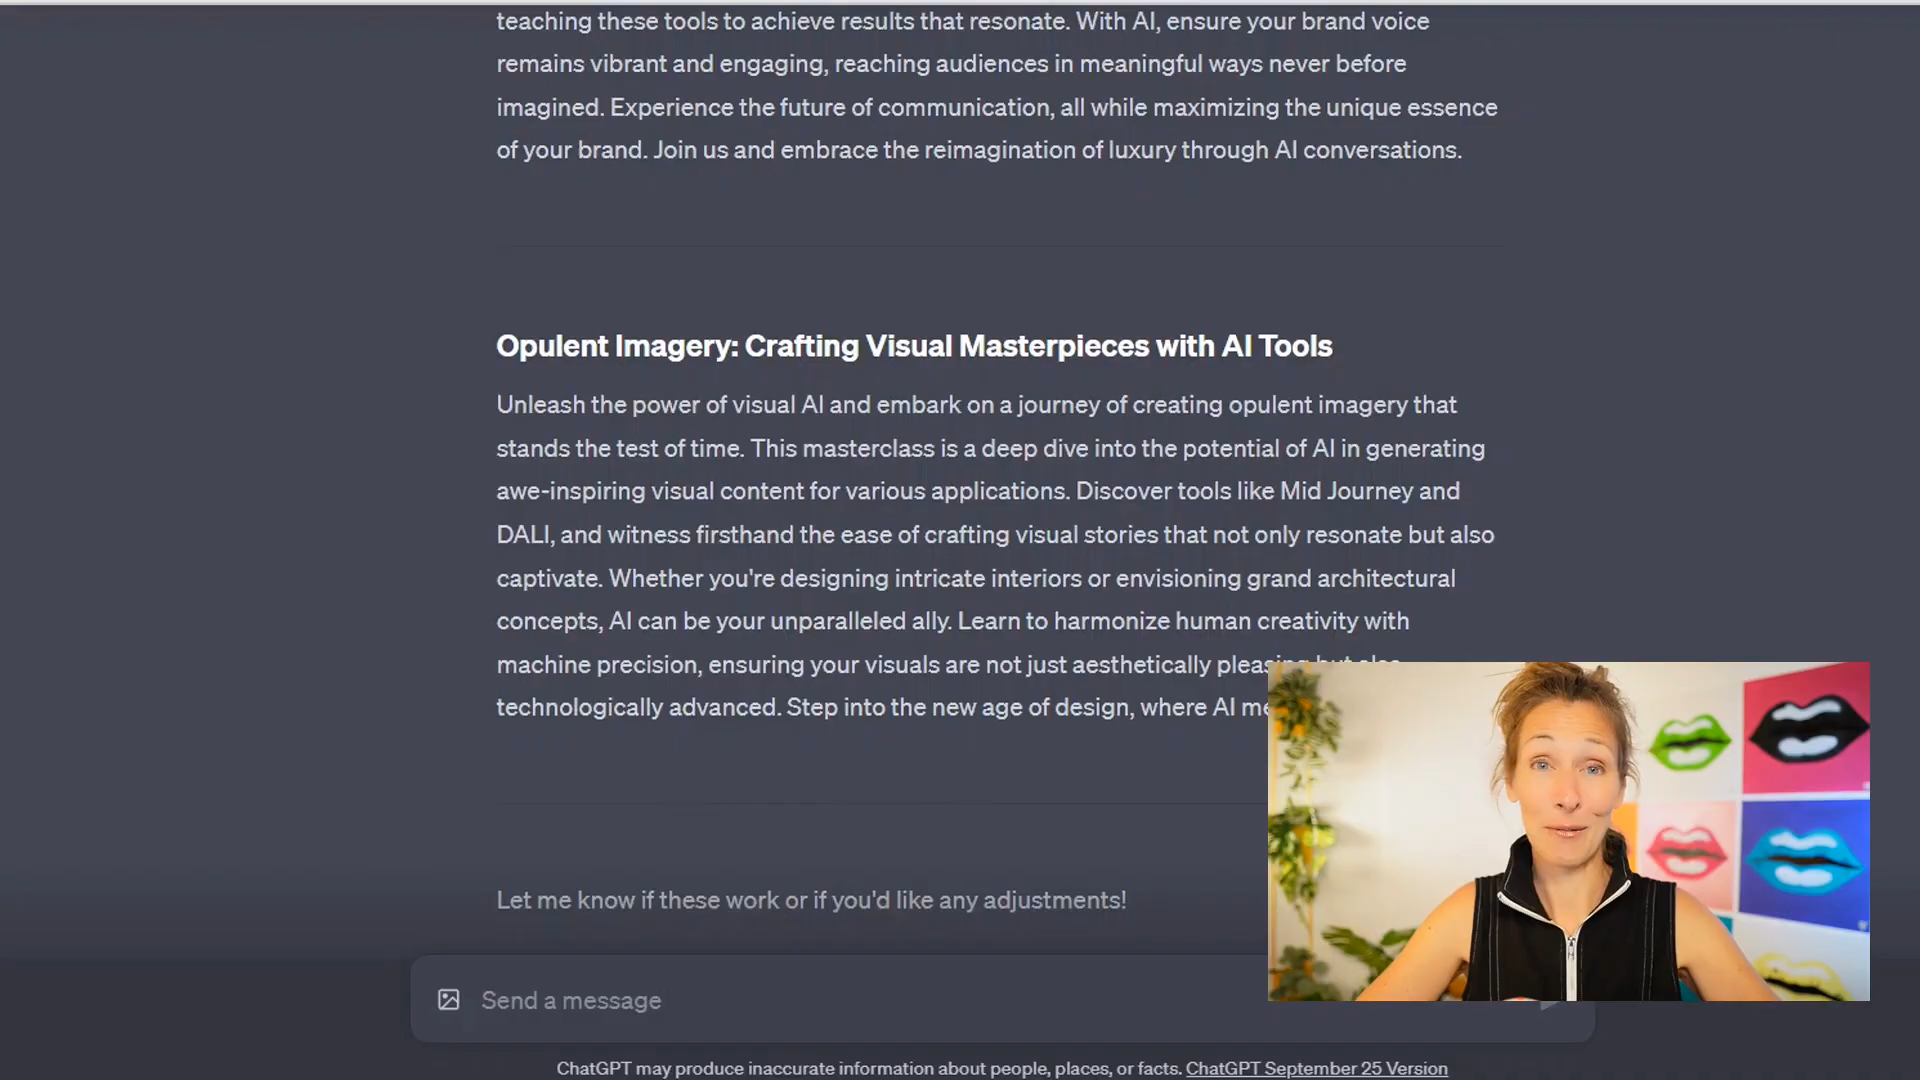 teaching these tools to achieve results that resonate. With AI, ensure your brand voice
remains vibrant and engaging, reaching audiences in meaningful ways never before
imagined. Experience the future of communication, all while maximizing the unique essence
of your brand. Join us and embrace the reimagination of luxury through AI conversations.
Opulent Imagery: Crafting Visual Masterpieces with AI Tools
Unleash the power of visual AI and embark on a journey of creating opulent imagery that
stands the test of time. This masterclass is a deep dive into the potential of AI in generating
awe-inspiring visual content for various applications. Discover tools like Mid Journey and
DALI, and witness firsthand the ease of crafting visual stories that not only resonate but also
captivate. Whether you're designing intricate interiors or envisioning grand architectural
concepts, AI can be your unparalleled ally. Learn to harmonize human creativity with
machine precision, ensuring your visuals are not just aesthetically pleasing but also
technologically advanced. Step into the new age of design, where AI
Let me know if these work or if you'd like any adjustments!
Send a message
ChatGPT may produce inaccurate information about people, places, or facts. ChatGPT September 25 Version